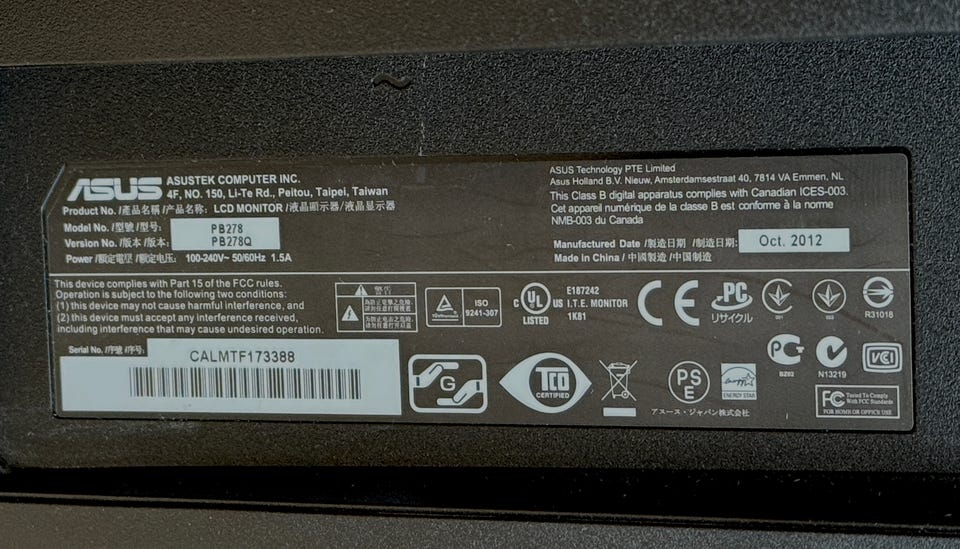 ASUS ASUSTEK COMPUTER INC.
4F, NO. 150, Li-Te Rd., Peitou, Taipei, Taiwan
Product No./產品名稱/产品名称: LCD MONITOR/液晶顯示器/液晶显示器
Model No./型號/型号: PB278
Version No./版本/版本: PB278Q
Power/額定電壓/额定电压: 100-240V~ 50/60Hz 1.5A
ASUS Technology PTE Limited
Asus Holland B.V. Nieuw, Amsterdamsestraat 40, 7814 VA Emmen, NL
This Class B digital apparatus complies with Canadian ICES-003.
Cet appareil numérique de la classe B est conforme à la norme
NMB-003 du Canada
Manufactured Date /製造日期 /制造日期: Oct. 2012
Made in China / 中國製造 /中国制造
This device complies with Part 15 of the FCC rules.
Operation is subject to the following two conditions:
(1) this device may not cause harmful interference, and
(2) this device must accept any interference received,
including interference that may cause undesired operation.
警告
ISO
9241-307
C UL US
LISTED
E187242
I.T.E. MONITOR
1K81
CE
PC
リサイクル
R31018
Serial No./序號/序号:
CALMTF173388
G
TCO
CERTIFIED
PS
E
アスース・ジャパン株式会社
ENERGY STAR
BZ02
N13219
VCI
FC Tested To Comply
With FCC Standards
FOR HOME OR OFFICE USE